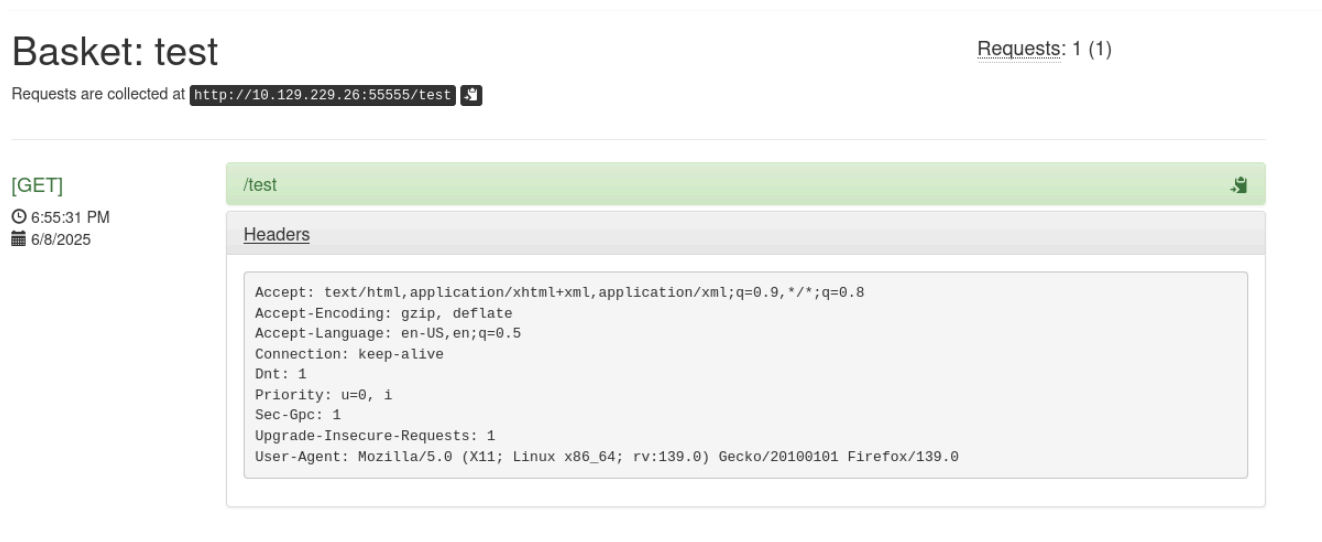 Basket: test
Requests: 1 (1)
Requests are collected at http://10.129.229.26:55555/test
[GET]
6:55:31 PM
6/8/2025
/test
Headers
Accept: text/html,application/xhtml+xml,application/xml;q=0.9,*/*;q=0.8
Accept-Encoding: gzip, deflate
Accept-Language: en-US,en;q=0.5
Connection: keep-alive
Dnt: 1
Priority: u=0, i
Sec-Gpc: 1
Upgrade-Insecure-Requests: 1
User-Agent: Mozilla/5.0 (X11; Linux x86_64; rv:139.0) Gecko/20100101 Firefox/139.0